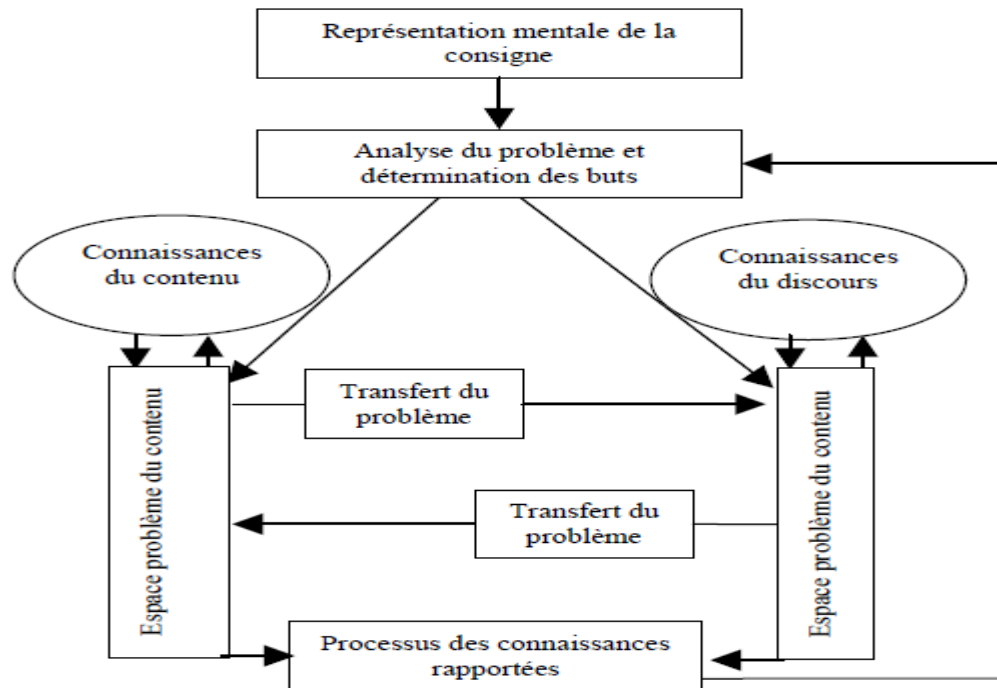 Représentation mentale de la
consigne
Analyse du problème et
détermination des buts
Connaissances
du contenu
Connaissances
du discours
Espace problème du contenu
Transfert du
problème
Transfert du
problème
Espace problème du contenu
Processus des connaissances
rapportées